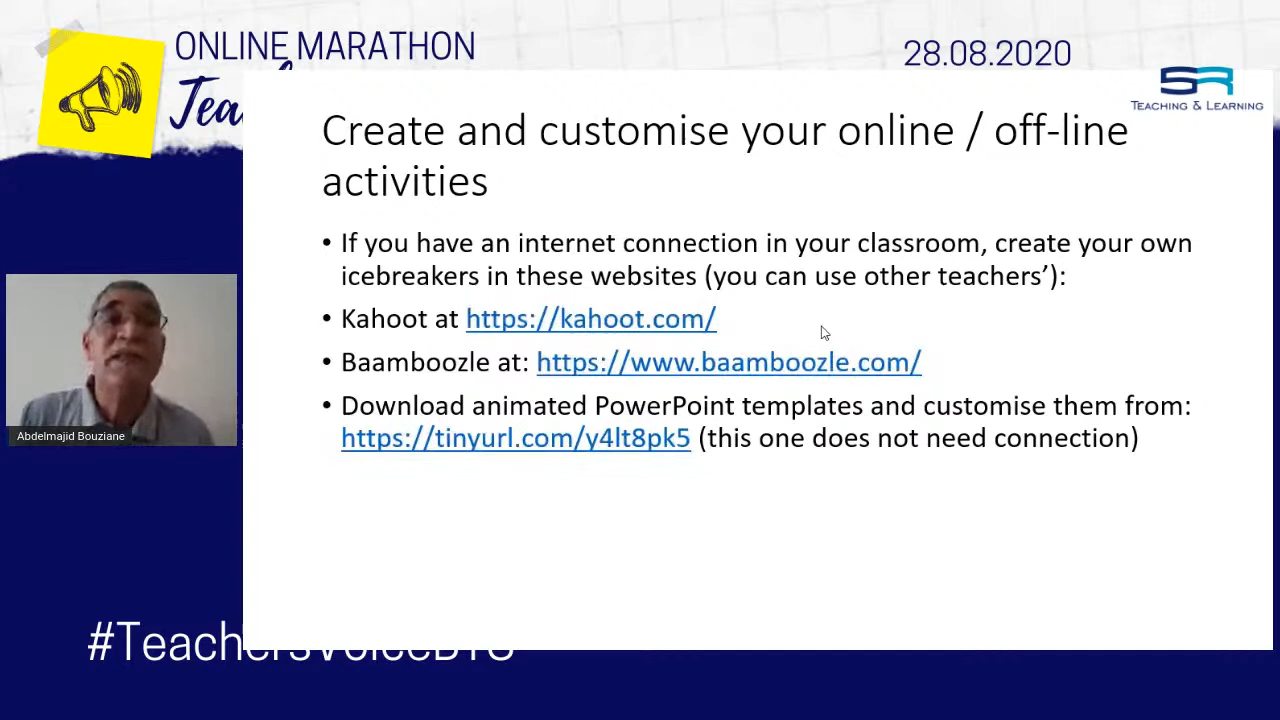 ONLINE MARATHON
28.08.2020
SR
TEACHING & LEARNING
Create and customise your online / off-line
activities
• If you have an internet connection in your classroom, create your own
icebreakers in these websites (you can use other teachers’):
• Kahoot at https://kahoot.com/
• Baamboozle at: https://www.baamboozle.com/
• Download animated PowerPoint templates and customise them from:
https://tinyurl.com/y4lt8pk5 (this one does not need connection)
Abdelmajid Bouziane